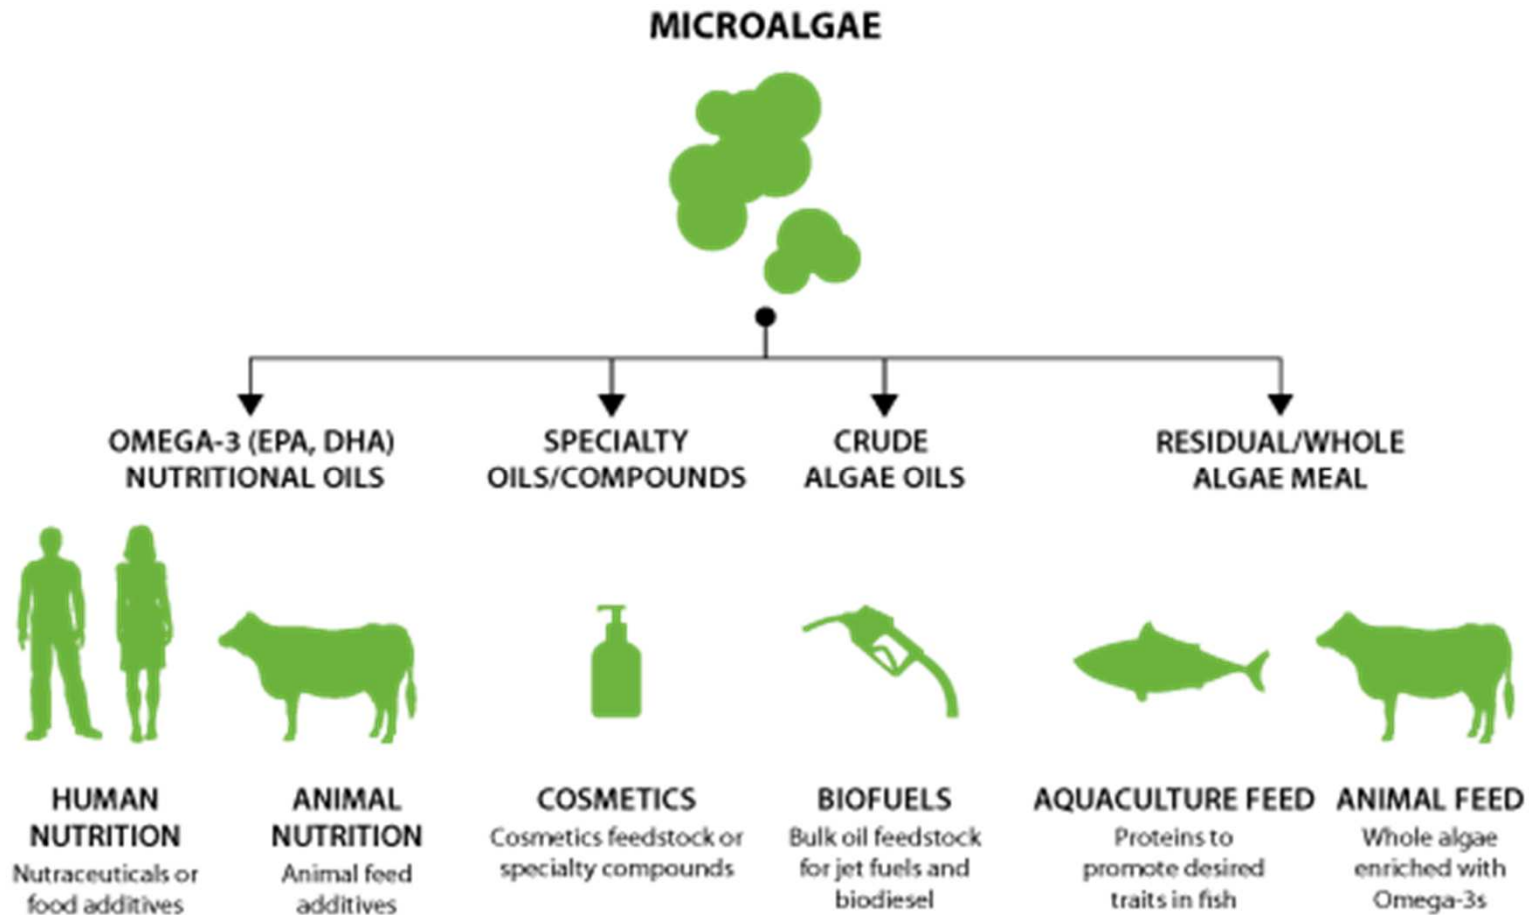 MICROALGAE
OMEGA-3 (EPA, DHA)
NUTRITIONAL OILS
SPECIALTY
OILS/COMPOUNDS
CRUDE
ALGAE OILS
RESIDUAL/WHOLE
ALGAE MEAL
HUMAN
NUTRITION
Nutraceuticals or
food additives
ANIMAL
NUTRITION
Animal feed
additives
COSMETICS
Cosmetics feedstock or
specialty compounds
BIOFUELS
Bulk oil feedstock
for jet fuels and
biodiesel
AQUACULTURE FEED
Proteins to
promote desired
traits in fish
ANIMAL FEED
Whole algae
enriched with
Omega-3s